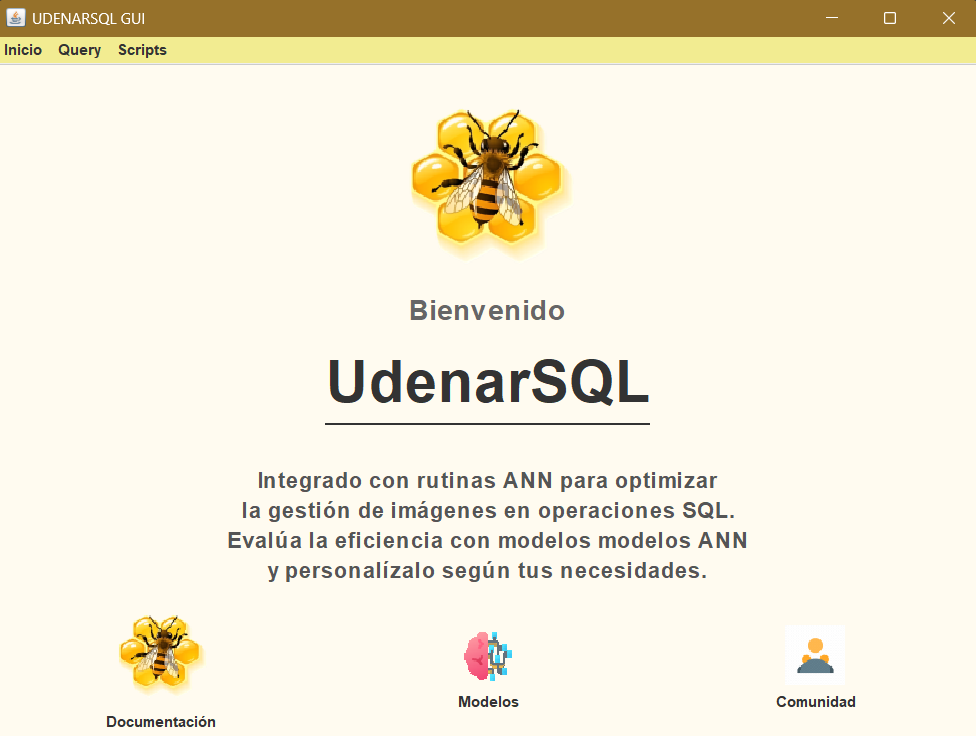 UDENARSQL GUI
Inicio Query Scripts
Bienvenido
UdenarSQL
Integrado con rutinas ANN para optimizar
la gestión de imágenes en operaciones SQL.
Evalúa la eficiencia con modelos modelos ANN
y personalízalo según tus necesidades.
Modelos
Comunidad
Documentación